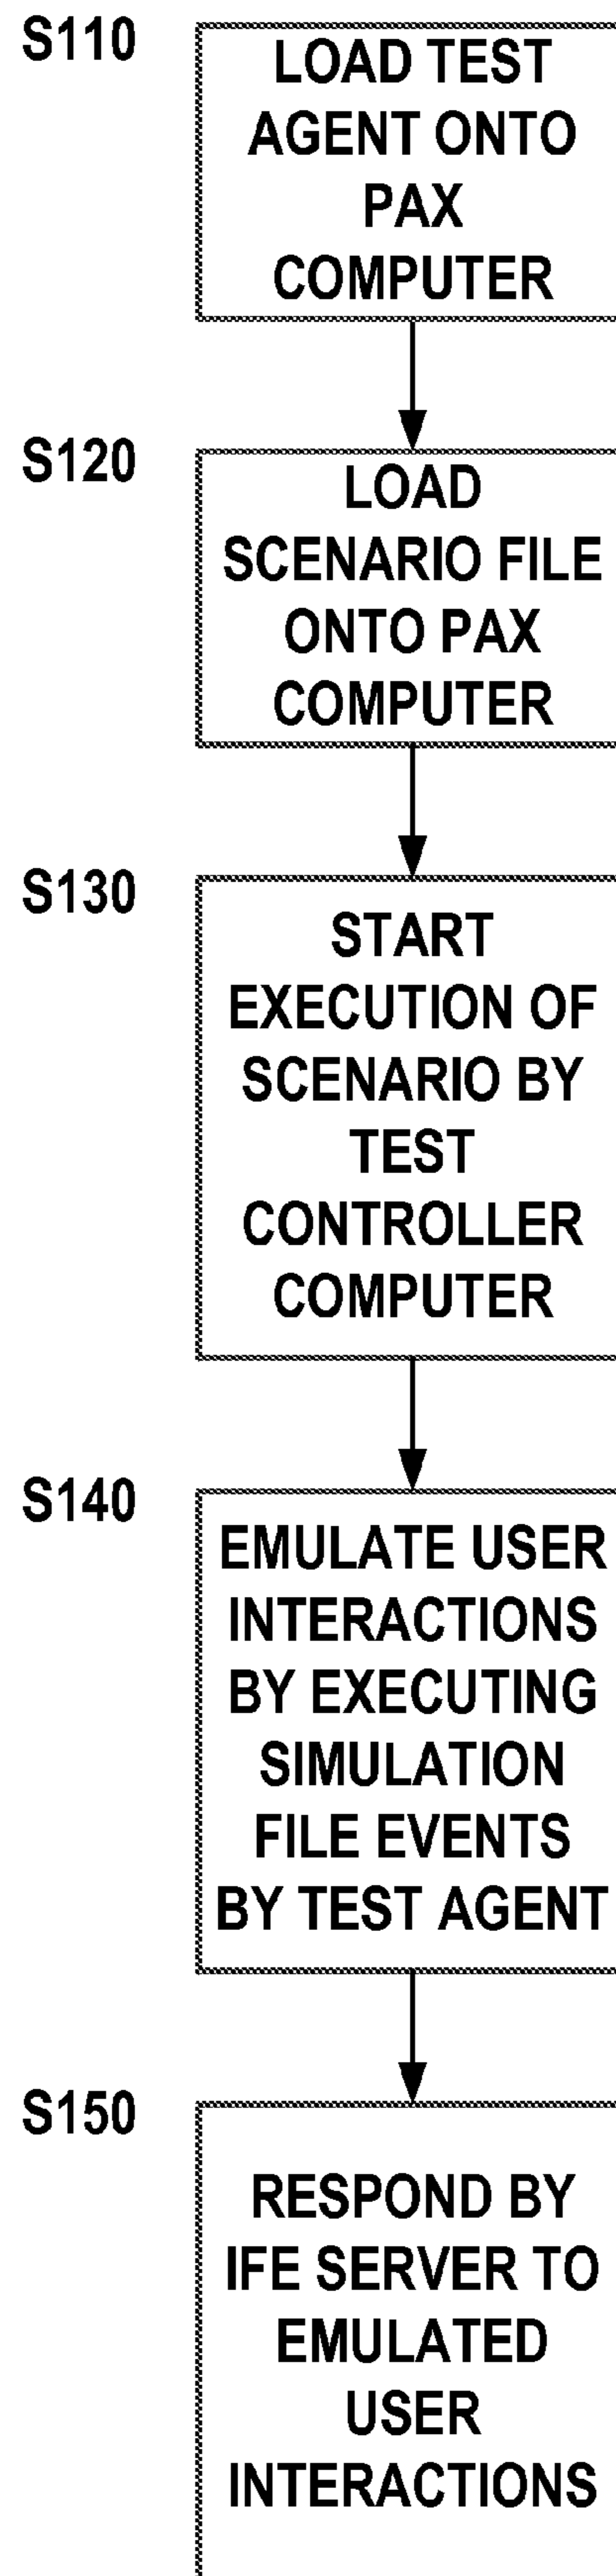 S110
LOAD TEST
AGENT ONTO
PAX
COMPUTER
S120
LOAD
SCENARIO FILE
ONTO PAX
COMPUTER
S130
START
EXECUTION OF
SCENARIO BY
TEST
CONTROLLER
COMPUTER
S140
EMULATE USER
INTERACTIONS
BY EXECUTING
SIMULATION
FILE EVENTS
BY TEST AGENT
S150
RESPOND BY
IFE SERVER TO
EMULATED
USER
INTERACTIONS